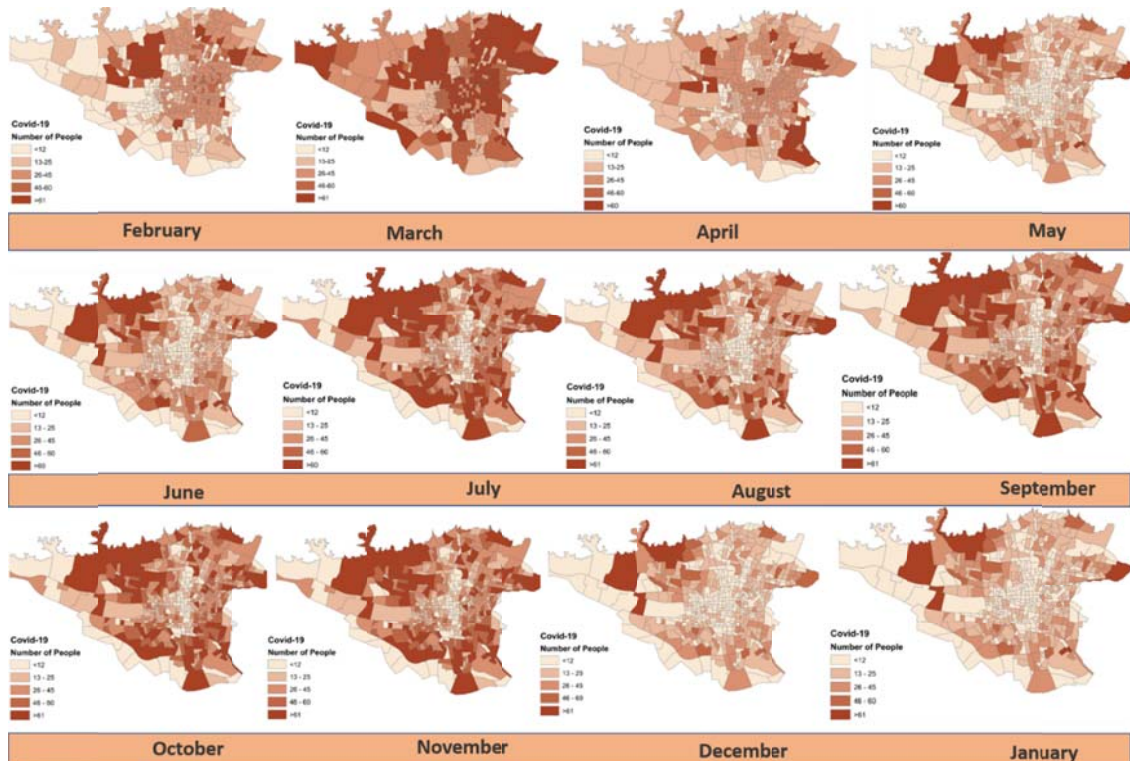 Covid-19
Number of People
<12
13-25
26-45
46-60
>61
Covid-19
Number of People
<12
13-25
26-45
46-60
>61
Covid-19
Number of People
<12
13-25
26-45
46-60
>60
Covid-19
Number of People
<12
13 - 25
26 - 45
46 - 60
>60
February
March
April
May
Covid-19
Number of People
<12
13 - 25
26 - 45
46 - 60
>60
Covid-19
Number of People
<12
13 - 25
26 - 45
46 - 60
>60
Covid-19
Number of People
<12
13 - 25
26 - 45
46 - 60
>61
Covid-19
Number of People
<12
13 - 25
26 - 45
46 - 60
>61
June
July
August
September
Covid-19
Number of People
<12
13 - 25
26 - 45
46 - 60
>61
Covid-19
Number of People
<12
13 - 25
26 - 45
46 - 60
>61
Covid-19
Number of People
<12
13 - 25
26 - 45
46 - 60
>61
Covid-19
Number of People
<12
13 - 25
26 - 45
46 - 60
>61
October
November
December
January